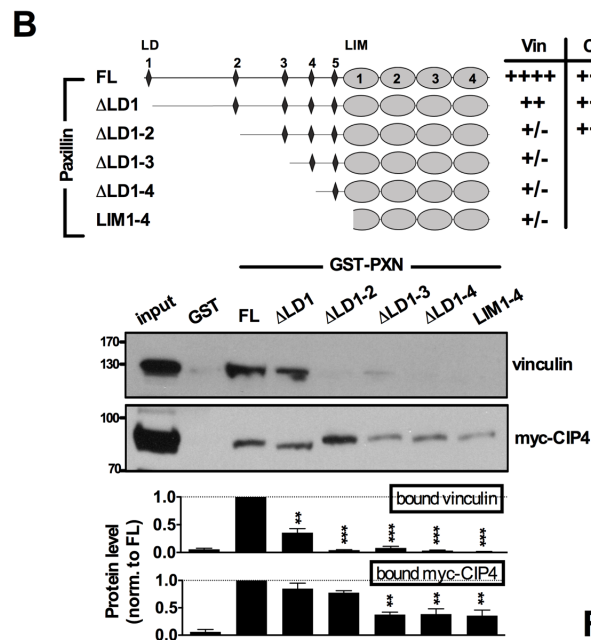 B
LD LIM Vin C
1 2 3 4 5
FL 1 2 3 4 ++++
ΔLD1 ++
ΔLD1-2 +/-
ΔLD1-3 +/-
ΔLD1-4 +/-
LIM1-4 +/-
Paxillin
GST-PXN
input GST FL ΔLD1 ΔLD1-2 ΔLD1-3 ΔLD1-4 LIM1-4
170
130 vinculin
100
myc-CIP4
70
Protein level
(norm. to FL)
1.0 bound vinculin
0.5 ** *** *** *** ***
0.0
1.0 bound myc-CIP4
0.5 ** ** **
0.0